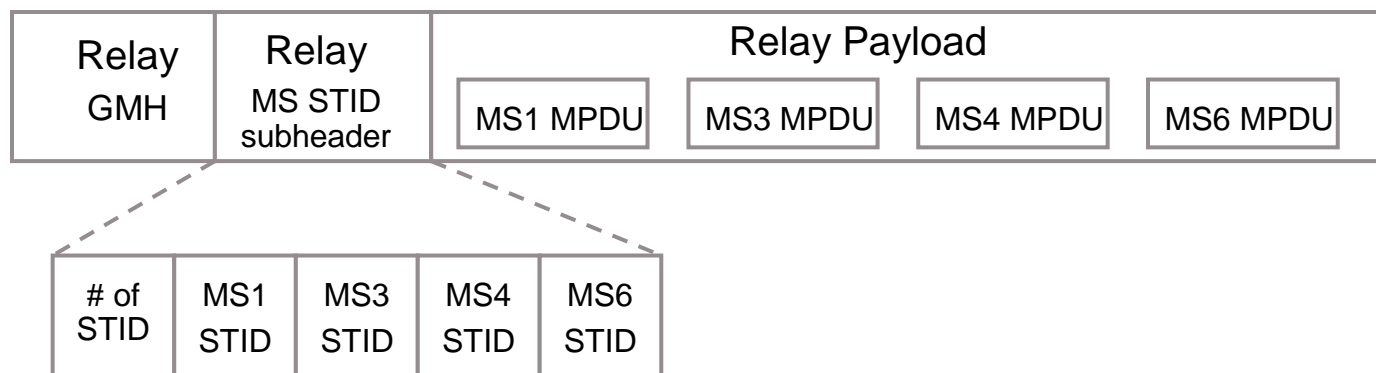 Relay
GMH
Relay
MS STID
subheader
Relay Payload
MS1 MPDU
MS3 MPDU
MS4 MPDU
MS6 MPDU
# of
STID
MS1
STID
MS3
STID
MS4
STID
MS6
STID